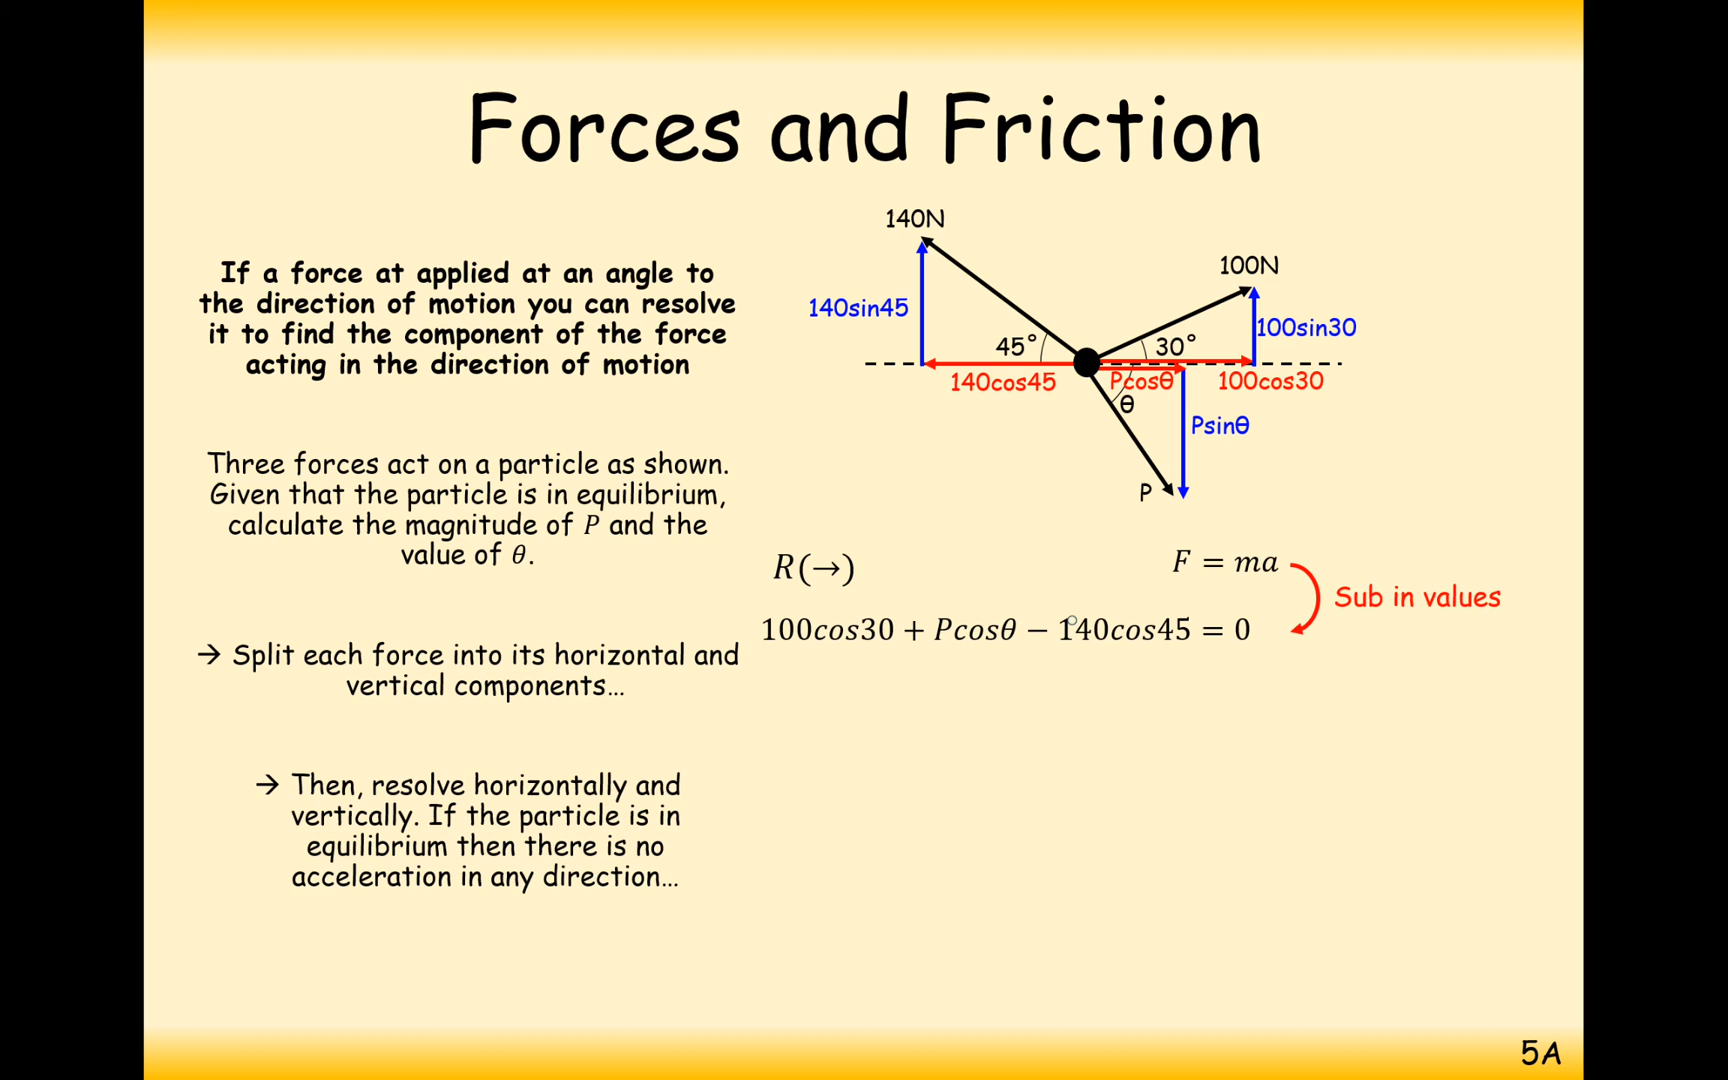 Forces and Friction
If a force at applied at an angle to
the direction of motion you can resolve
it to find the component of the force
acting in the direction of motion
Three forces act on a particle as shown.
Given that the particle is in equilibrium,
calculate the magnitude of P and the
value of θ.
→ Split each force into its horizontal and
vertical components…
→ Then, resolve horizontally and
vertically. If the particle is in
equilibrium then there is no
acceleration in any direction…
140N
100N
140sin45
100sin30
45°
30°
140cos45
Pcosθ
100cos30
θ
Psinθ
P
R(→)
F = ma
Sub in values
100cos30 + Pcosθ − 140cos45 = 0
5A